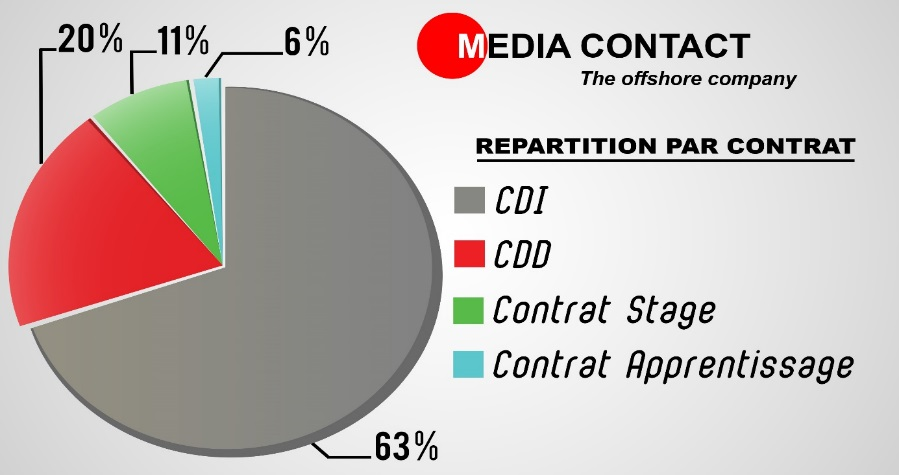 20% 11% 6%
MEDIA CONTACT
The offshore company
REPARTITION PAR CONTRAT
CDI
CDD
Contrat Stage
Contrat Apprentissage
63%